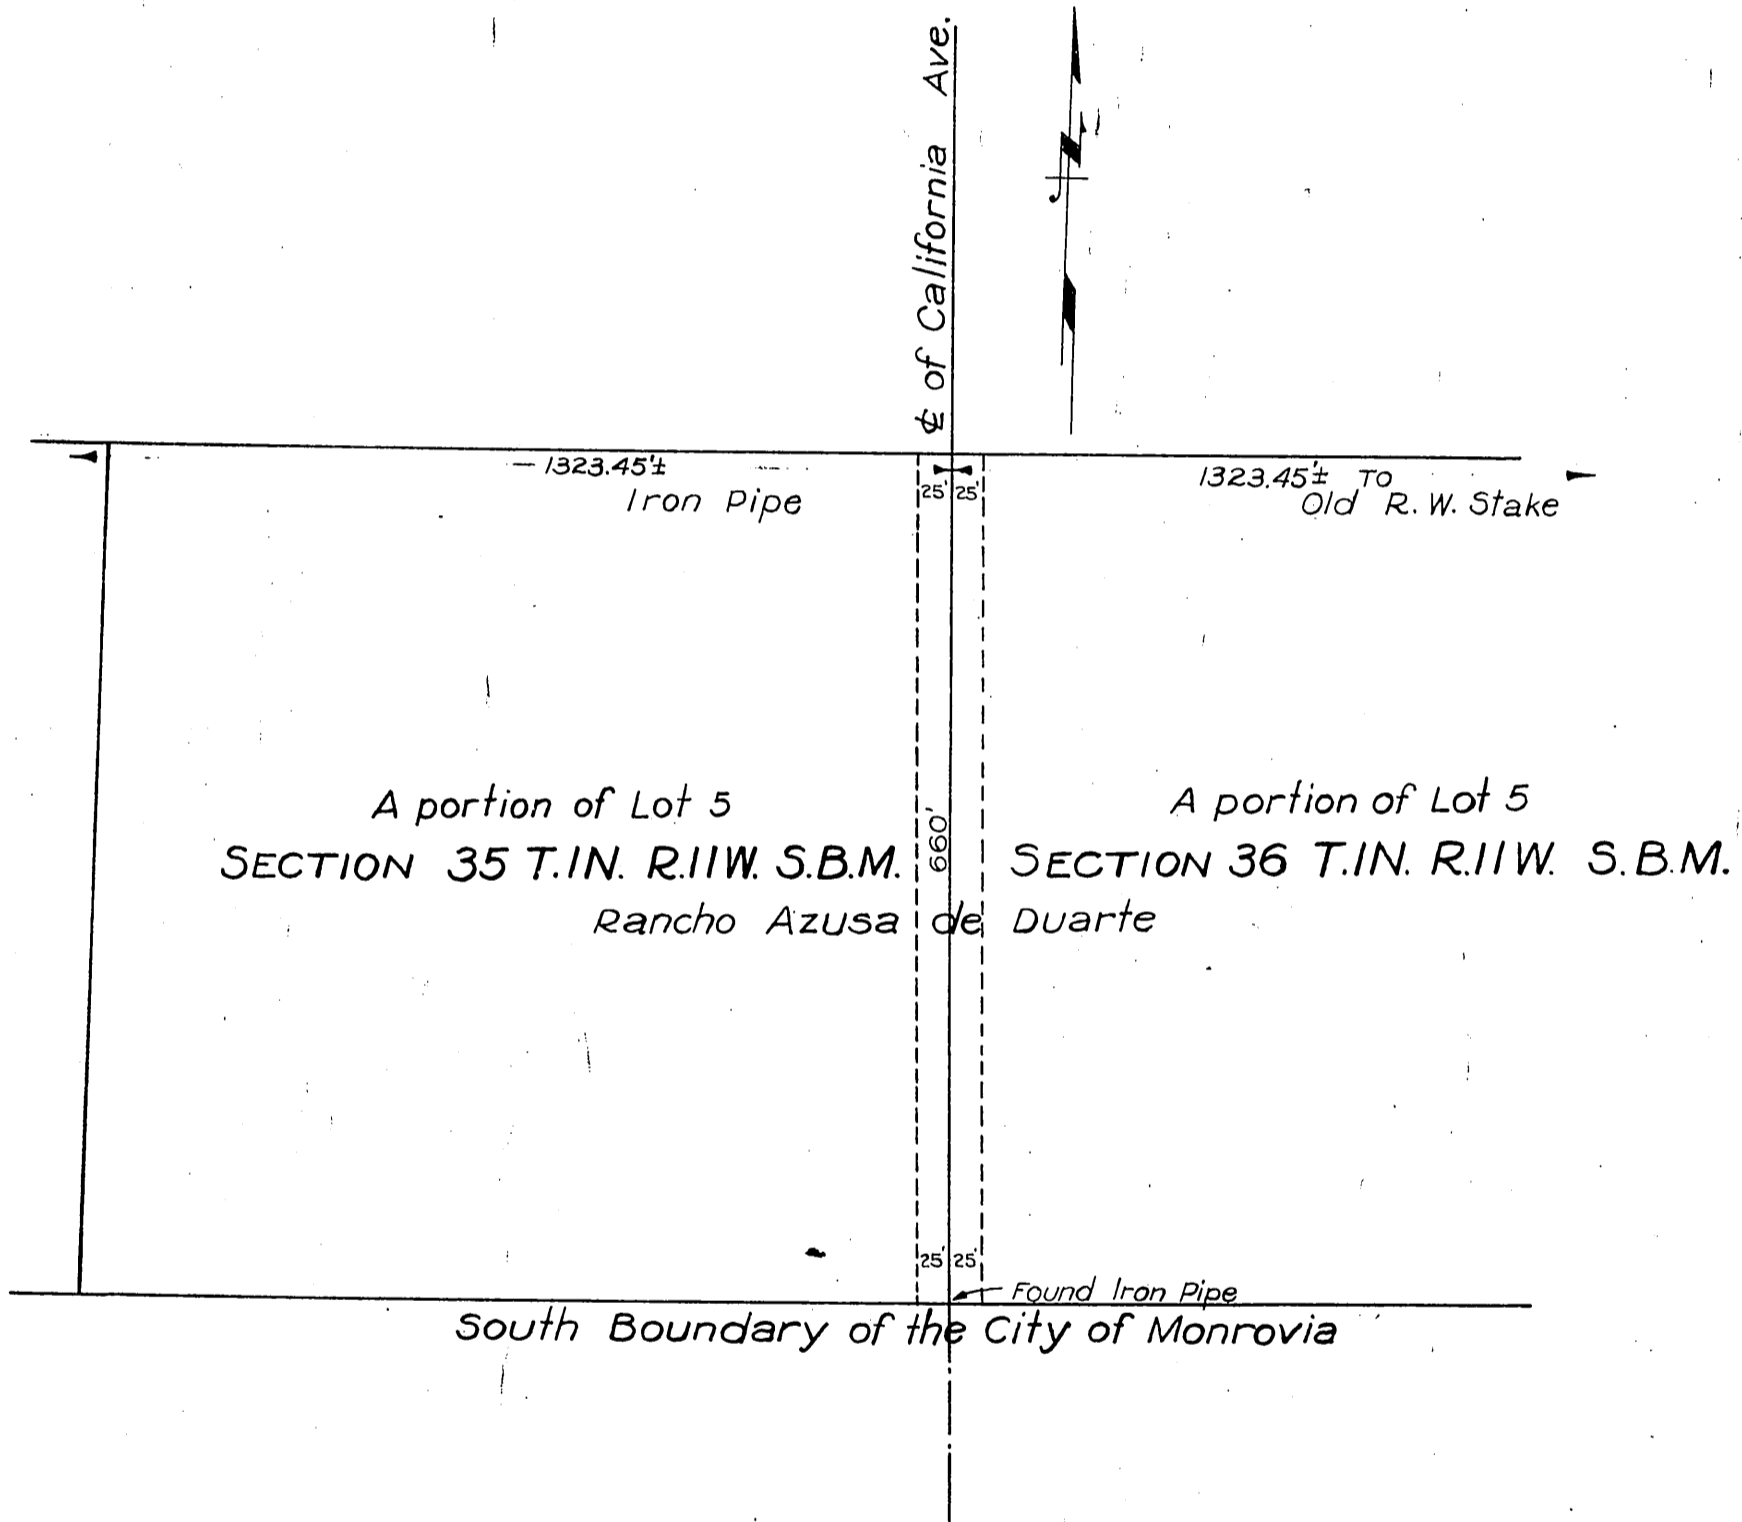 ℄ of California Ave.
N
1323.45'± 
Iron Pipe
25' 25'
1323.45'± TO
Old R. W. Stake
A portion of Lot 5
SECTION 35 T.1N. R.11W. S.B.M.
660'
A portion of Lot 5
SECTION 36 T.1N. R.11W. S.B.M.
Rancho Azusa de Duarte
25' 25'
Found Iron Pipe
South Boundary of the City of Monrovia